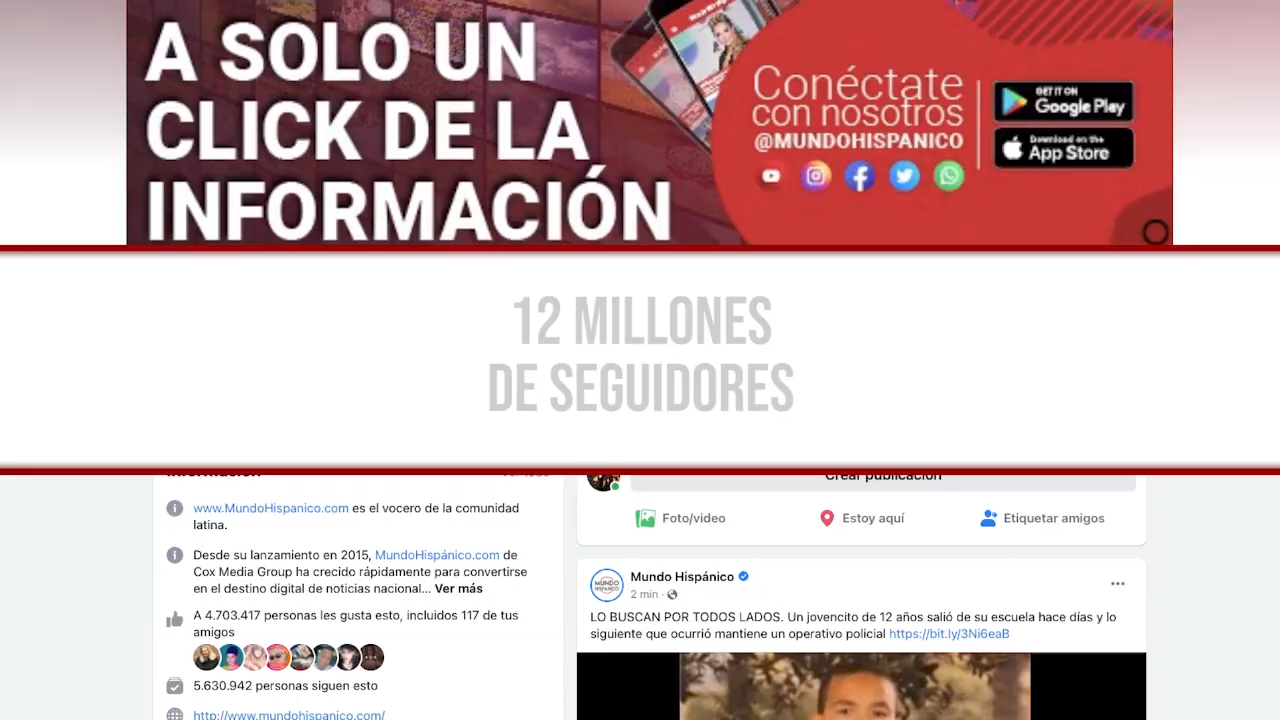 A SOLO UN
CLICK DE LA
INFORMACIÓN
Conéctate
con nosotros
@MUNDOHISPANICO
GET IT ON
Google Play
Download on the
App Store
12 MILLONES
DE SEGUIDORES
Crear publicación
www.MundoHispanico.com es el vocero de la comunidad
latina.
Desde su lanzamiento en 2015, MundoHispánico.com de
Cox Media Group ha crecido rápidamente para convertirse
en el destino digital de noticias nacional... Ver más
A 4.703.417 personas les gusta esto, incluidos 117 de tus
amigos
5.630.942 personas siguen esto
http://www.mundohispanico.com/
Foto/video
Estoy aquí
Etiquetar amigos
MUNDO
HISPÁNICO
Mundo Hispánico
2 min ·
LO BUSCAN POR TODOS LADOS. Un jovencito de 12 años salió de su escuela hace días y lo
siguiente que ocurrió mantiene un operativo policial https://bit.ly/3Ni6eaB